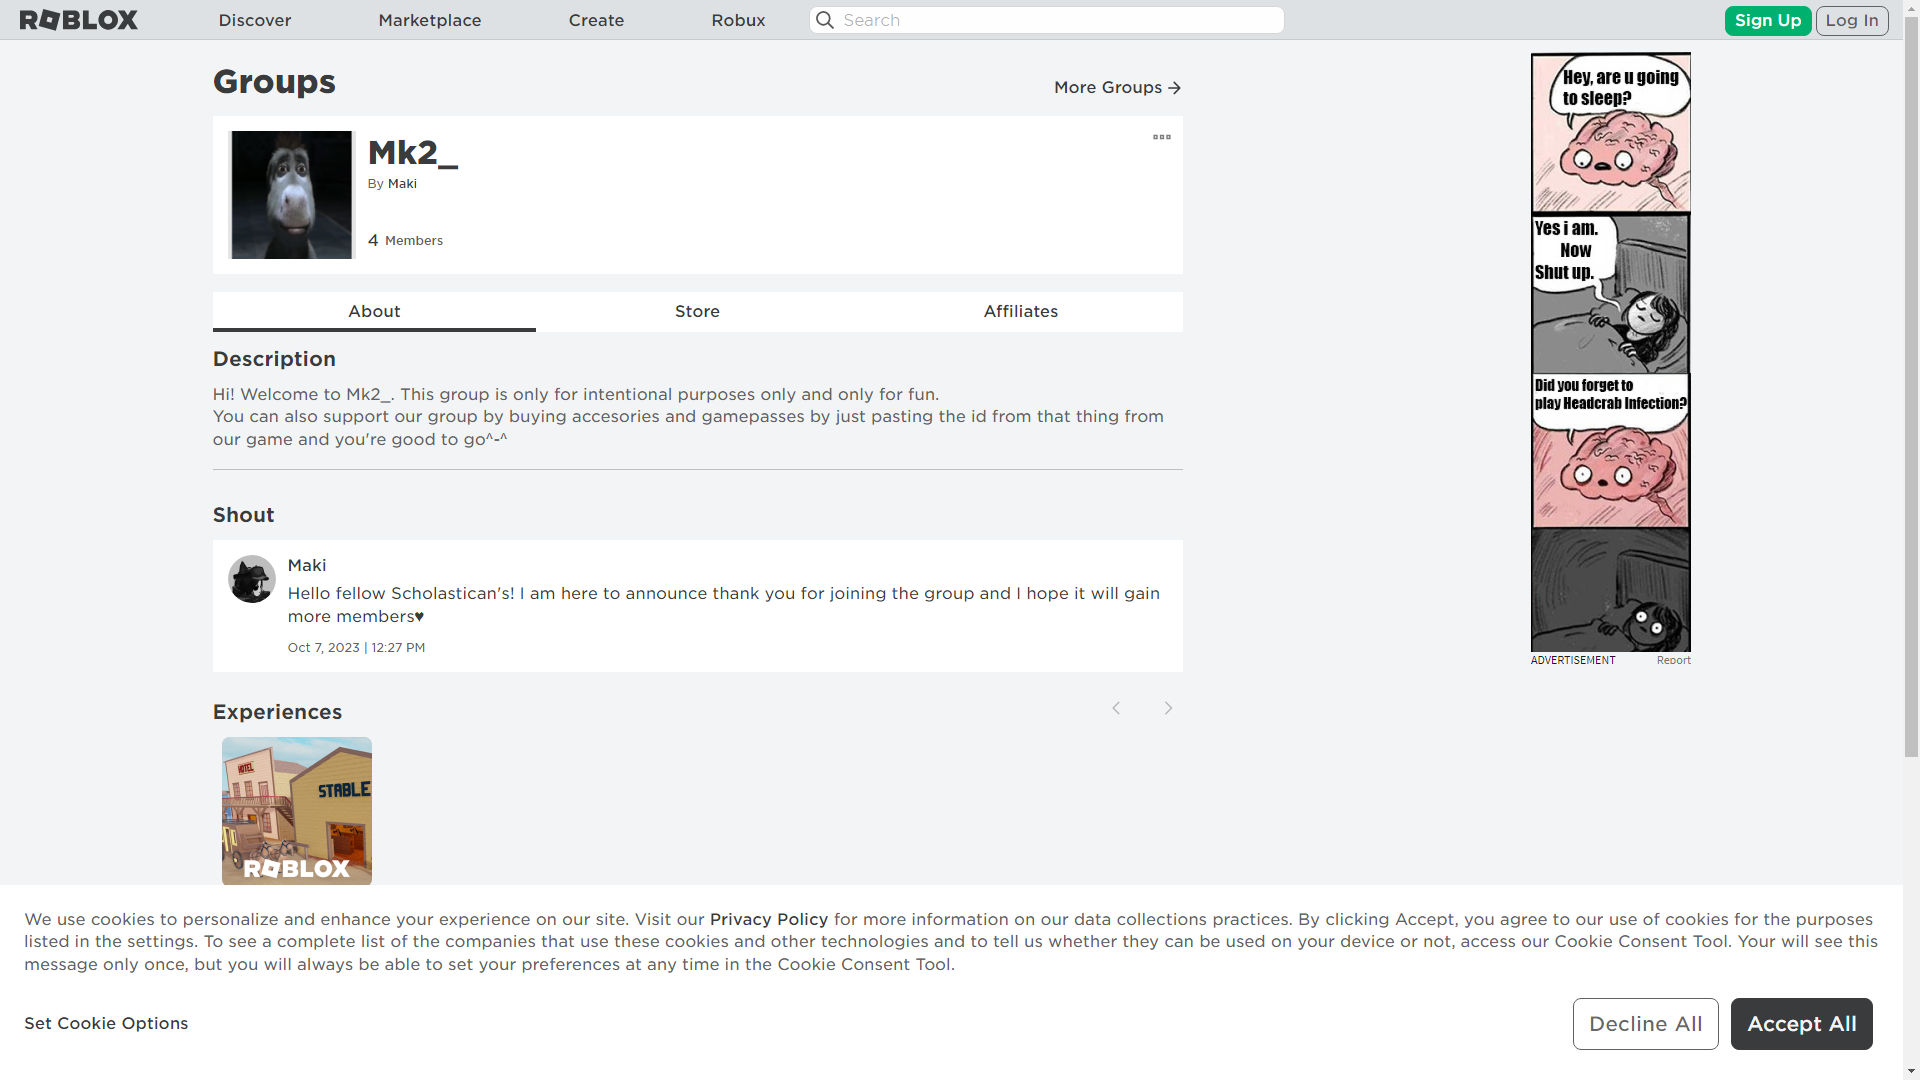 ROBLOX
Discover
Marketplace
Create
Robux
Search
Sign Up
Log In
Groups
More Groups
Mk2_
By Maki
4 Members
About
Store
Affiliates
Description
Hi! Welcome to Mk2_. This group is only for intentional purposes only and only for fun.
You can also support our group by buying accesories and gamepasses by just pasting the id from that thing from
our game and you're good to go^-^
Shout
Maki
Hello fellow Scholastican's! I am here to announce thank you for joining the group and I hope it will gain
more members♥
Oct 7, 2023 | 12:27 PM
Experiences
HOTEL
STABLE
ROBLOX
Hey, are u going
to sleep?
Yes i am.
Now
Shut up.
Did you forget to
play Headcrab Infection?
ADVERTISEMENT
Report
We use cookies to personalize and enhance your experience on our site. Visit our Privacy Policy for more information on our data collections practices. By clicking Accept, you agree to our use of cookies for the purposes
listed in the settings. To see a complete list of the companies that use these cookies and other technologies and to tell us whether they can be used on your device or not, access our Cookie Consent Tool. Your will see this
message only once, but you will always be able to set your preferences at any time in the Cookie Consent Tool.
Set Cookie Options
Decline All
Accept All